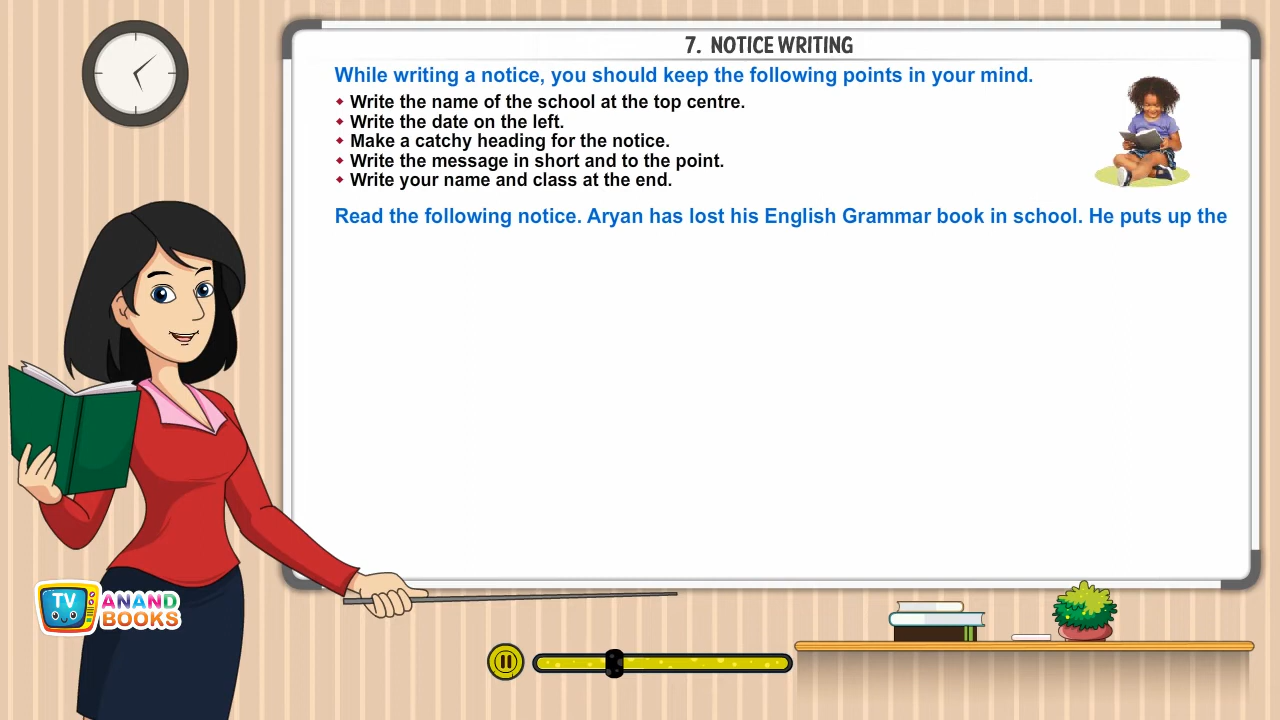 7. NOTICE WRITING
While writing a notice, you should keep the following points in your mind.
Write the name of the school at the top centre.
Write the date on the left.
Make a catchy heading for the notice.
Write the message in short and to the point.
Write your name and class at the end.
Read the following notice. Aryan has lost his English Grammar book in school. He puts up the
TV ANAND
BOOKS